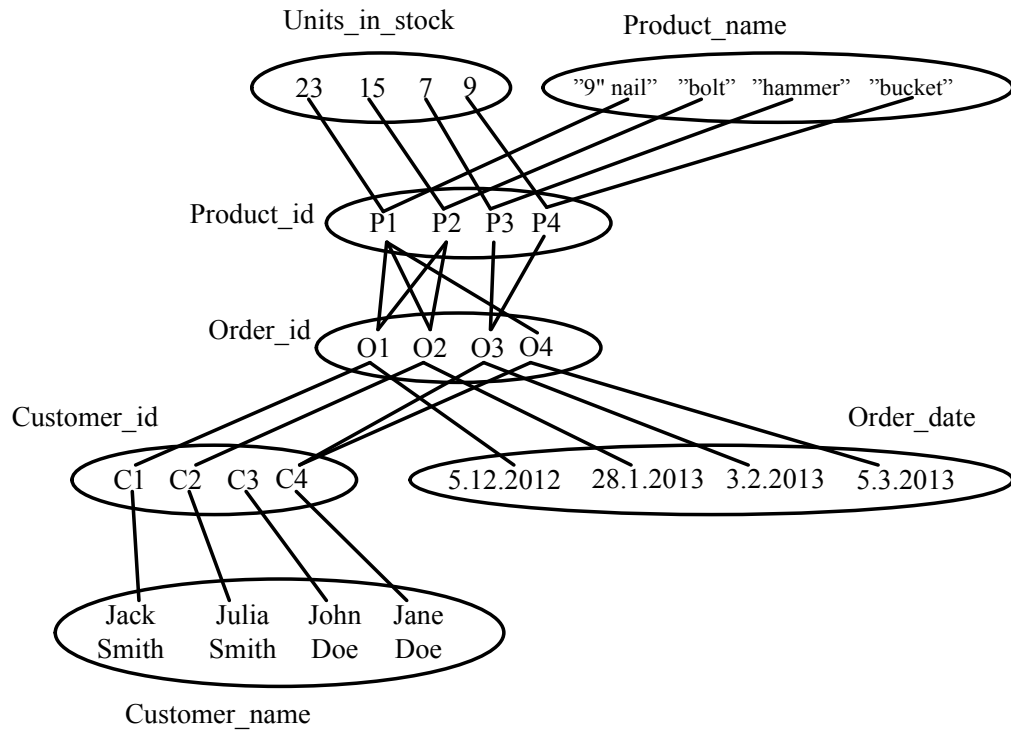 Units_in_stock
Product_name
23 15 7 9
”9" nail” ”bolt” ”hammer” ”bucket”
Product_id
P1 P2 P3 P4
Order_id
O1 O2 O3 O4
Customer_id
Order_date
C1 C2 C3 C4
5.12.2012 28.1.2013 3.2.2013 5.3.2013
Jack Julia John Jane
Smith Smith Doe Doe
Customer_name